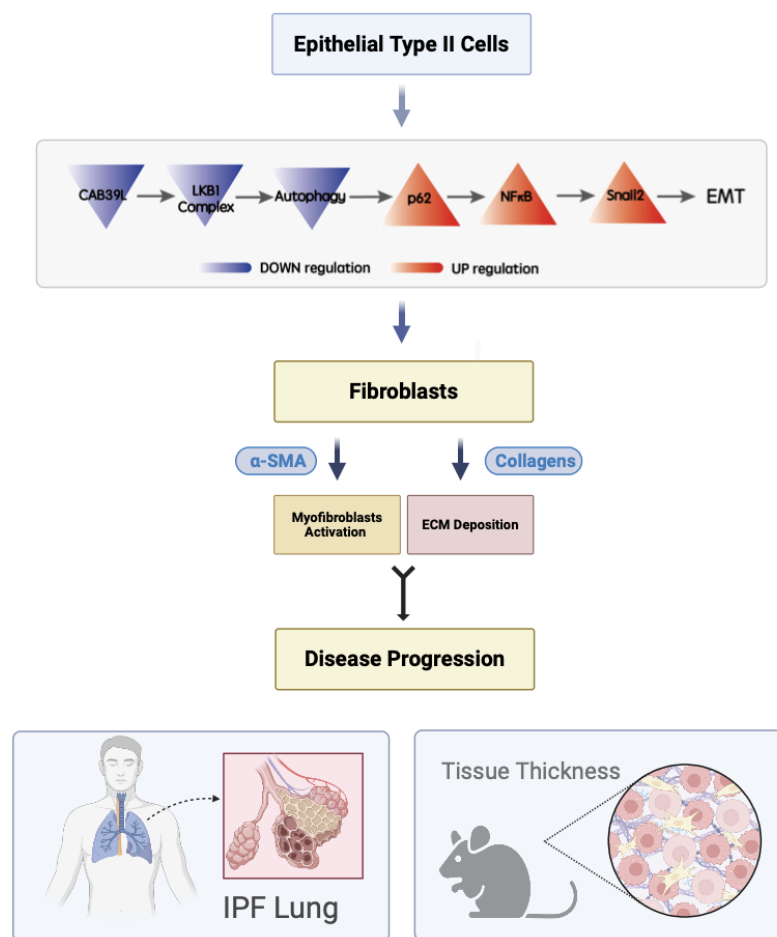 Epithelial Type II Cells
CAB39L
LKB1
Complex
Autophagy
p62
NFκB
Snail2
EMT
DOWN regulation
UP regulation
Fibroblasts
α-SMA
Collagens
Myofibroblasts
Activation
ECM Deposition
Disease Progression
IPF Lung
Tissue Thickness